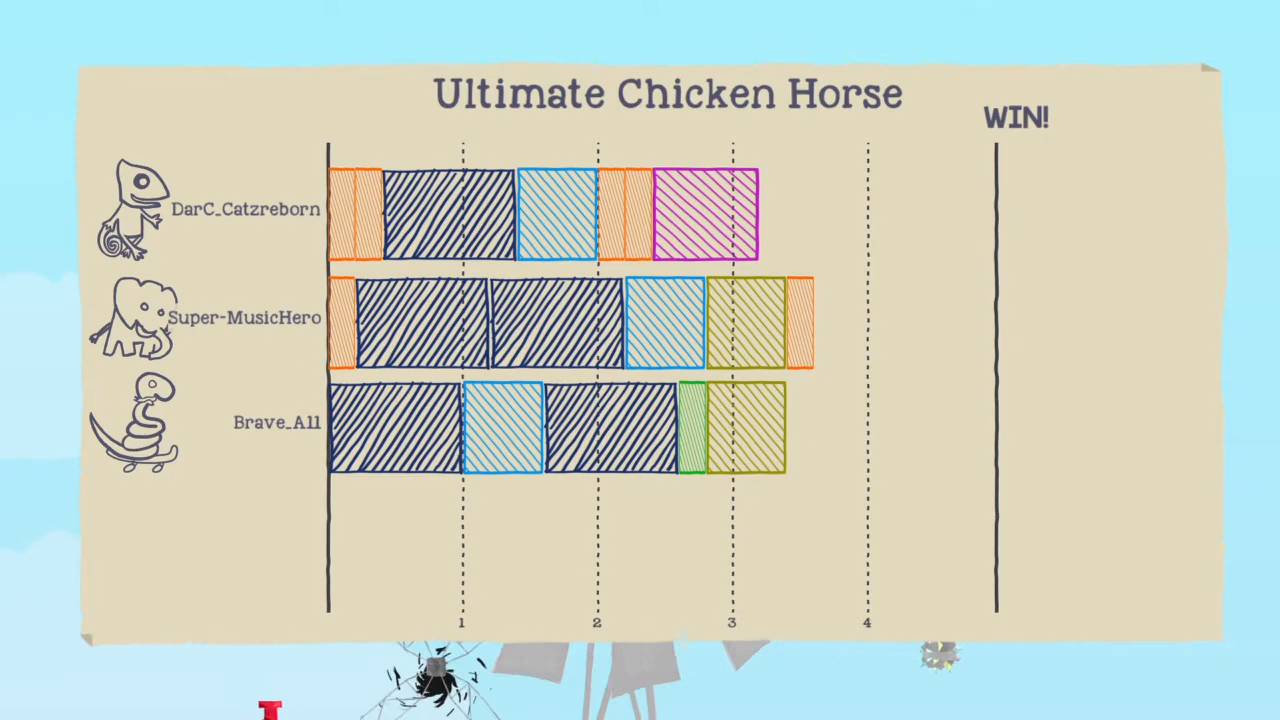 Ultimate Chicken Horse
WIN!
DarC_Catzreborn
Super-MusicHero
Brave_All
1 2 3 4